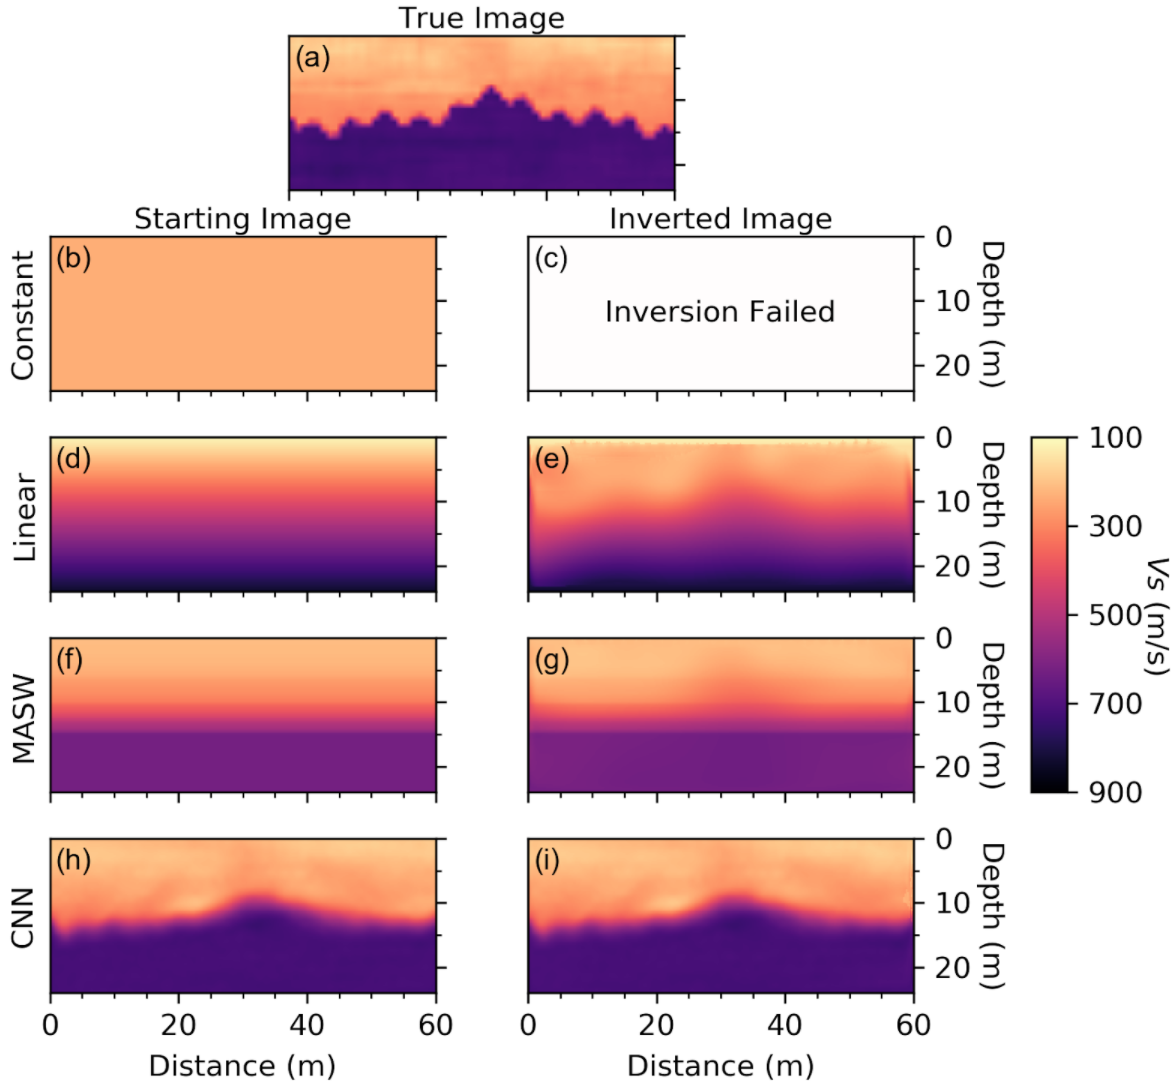 True Image
(a)
Starting Image
Inverted Image
Constant
(b)
(c)
Inversion Failed
0
10
20
Depth (m)
Linear
(d)
(e)
0
10
20
Depth (m)
100
300
500
700
900
Vs (m/s)
MASW
(f)
(g)
0
10
20
Depth (m)
CNN
(h)
(i)
0
10
20
Depth (m)
0 20 40 60
0 20 40 60
Distance (m)
Distance (m)